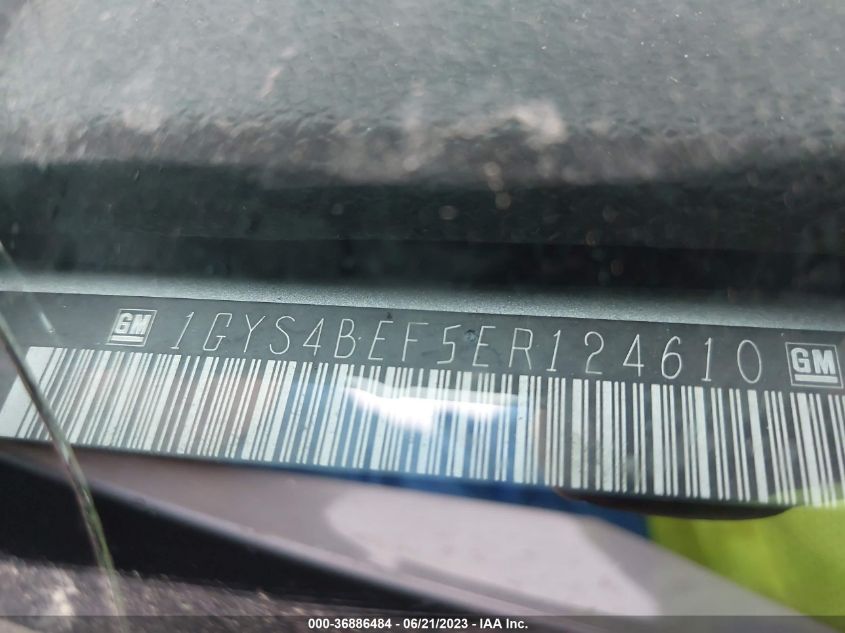 GM 1GYS4BEF5ER124610 GM
000-36886484 - 06/21/2023 - IAA Inc.